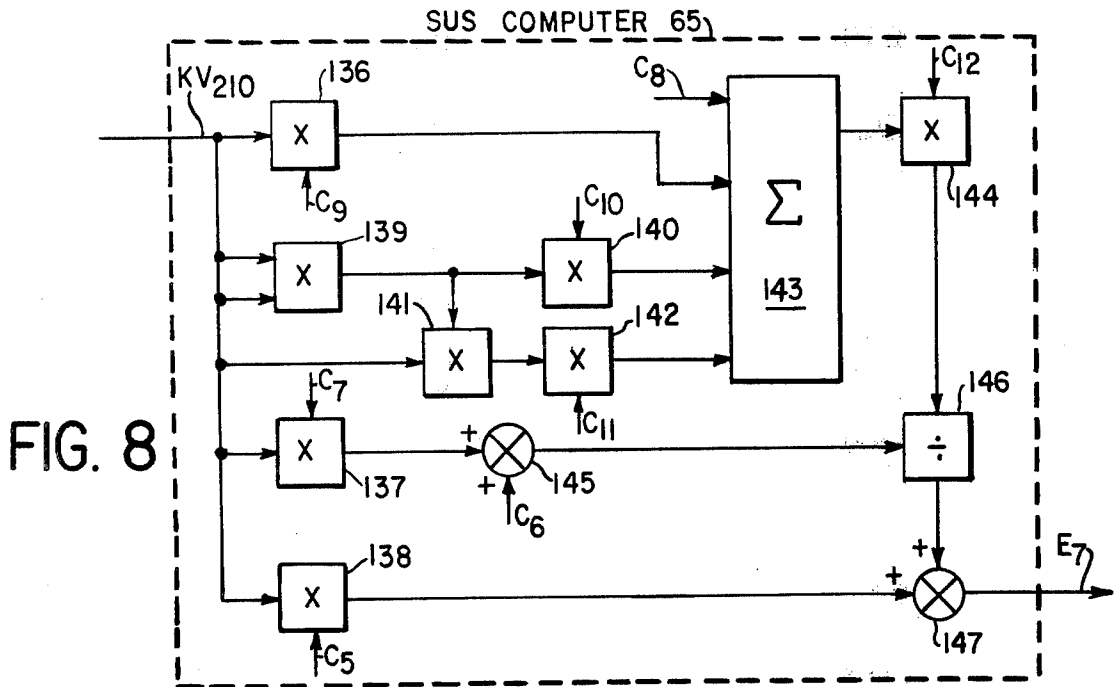 SUS COMPUTER 65
KV210
136
X
C9
C8
C12
X
144
139
X
C10
140
X
Σ
143
141
X
142
X
C11
C7
X
137
+
+
145
C6
146
÷
FIG. 8
138
X
C5
+
+
147
E7